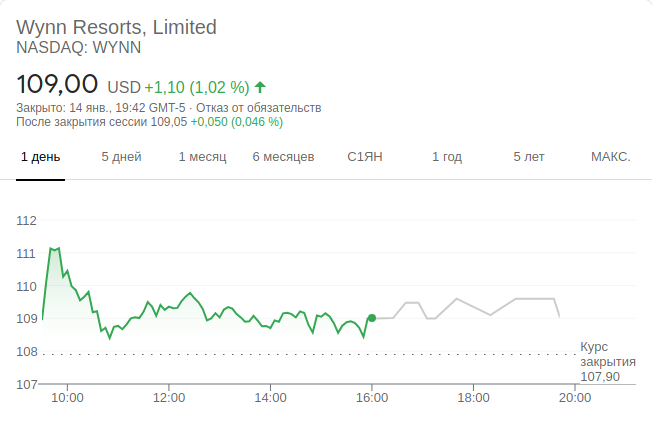 Wynn Resorts, Limited
NASDAQ: WYNN
109,00 USD +1,10 (1,02 %)
Закрыто: 14 янв., 19:42 GMT-5 · Отказ от обязательств
После закрытия сессии 109,05 +0,050 (0,046 %)
1 день 5 дней 1 месяц 6 месяцев С1ЯН 1 год 5 лет МАКС.
112
111
110
109
108
Курс
закрытия
107,90
107
10:00 12:00 14:00 16:00 18:00 20:00